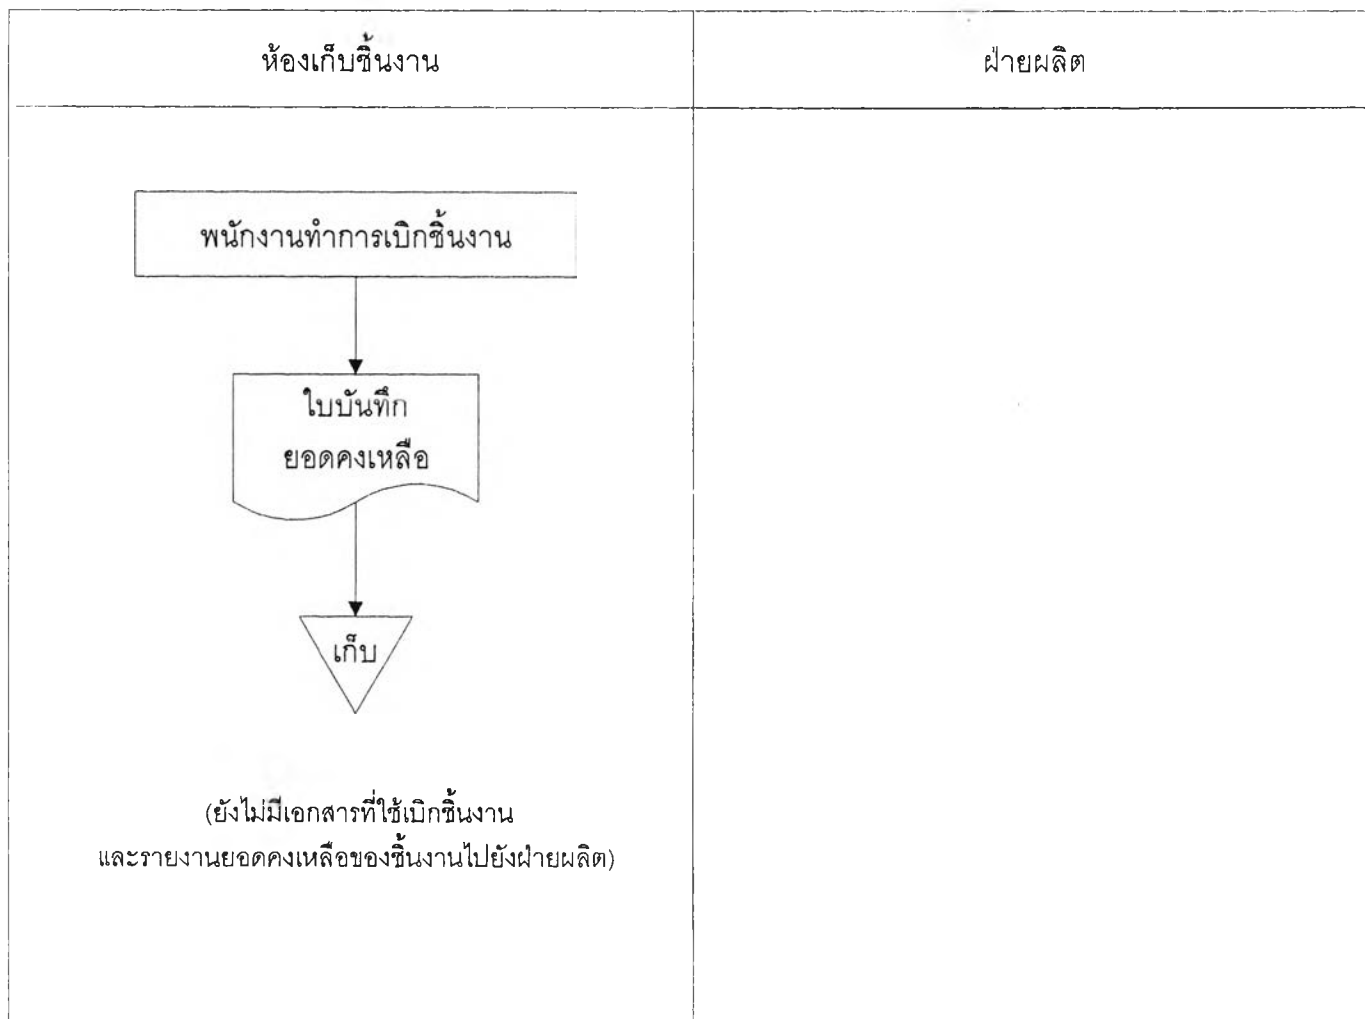 ห้องเก็บชิ้นงาน
ฝ่ายผลิต
พนักงานทำการเบิกชิ้นงาน
ใบบันทึก
ยอดคงเหลือ
เก็บ
(ยังไม่มีเอกสารที่ใช้เบิกชิ้นงาน
และรายงานยอดคงเหลือของชิ้นงานไปยังฝ่ายผลิต)